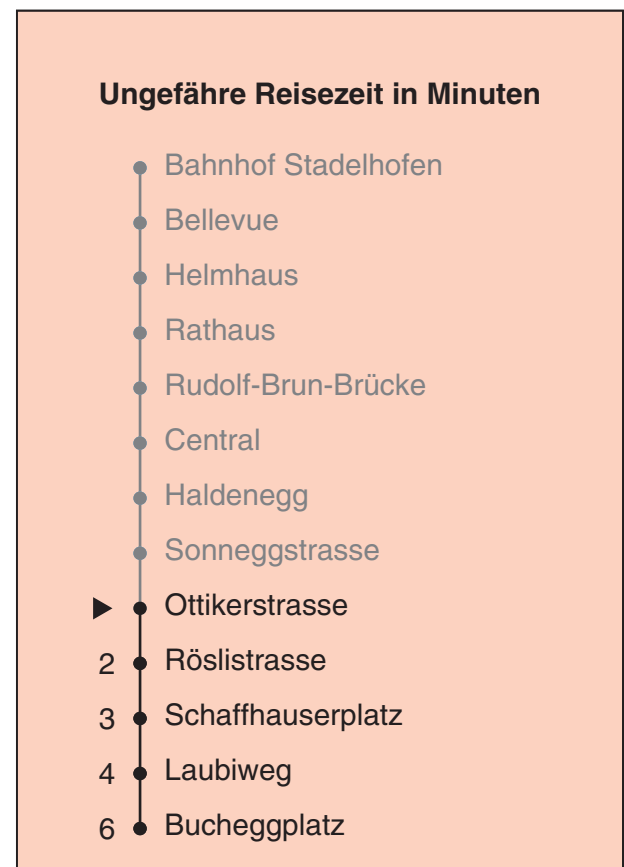 Ungefähre Reisezeit in Minuten
Bahnhof Stadelhofen
Bellevue
Helmhaus
Rathaus
Rudolf-Brun-Brücke
Central
Haldenegg
Sonneggstrasse
Ottikerstrasse
2 Röslistrasse
3 Schaffhauserplatz
4 Laubiweg
6 Bucheggplatz